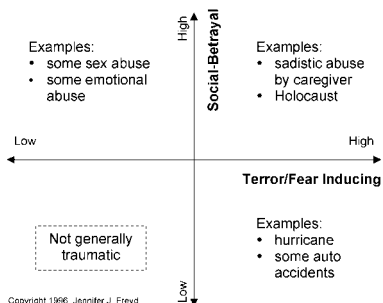 High
Social-Betrayal
Examples:
• some sex abuse
• some emotional
abuse
Examples:
• sadistic abuse
by caregiver
• Holocaust
Low
High
Terror/Fear Inducing
Not generally
traumatic
Examples:
• hurricane
• some auto
accidents
Low
Copyright 1996 Jennifer J. Freyd